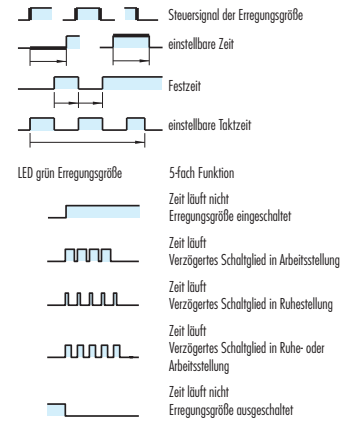 Steuersignal der Erregungsgröße
einstellbare Zeit
Festzeit
einstellbare Taktzeit
LED grün Erregungsgröße 5-fach Funktion
Zeit läuft nicht
Erregungsgröße eingeschaltet
Zeit läuft
Verzögertes Schaltglied in Arbeitsstellung
Zeit läuft
Verzögertes Schaltglied in Ruhestellung
Zeit läuft
Verzögertes Schaltglied in Ruhe- oder
Arbeitsstellung
Zeit läuft nicht
Erregungsgröße ausgeschaltet